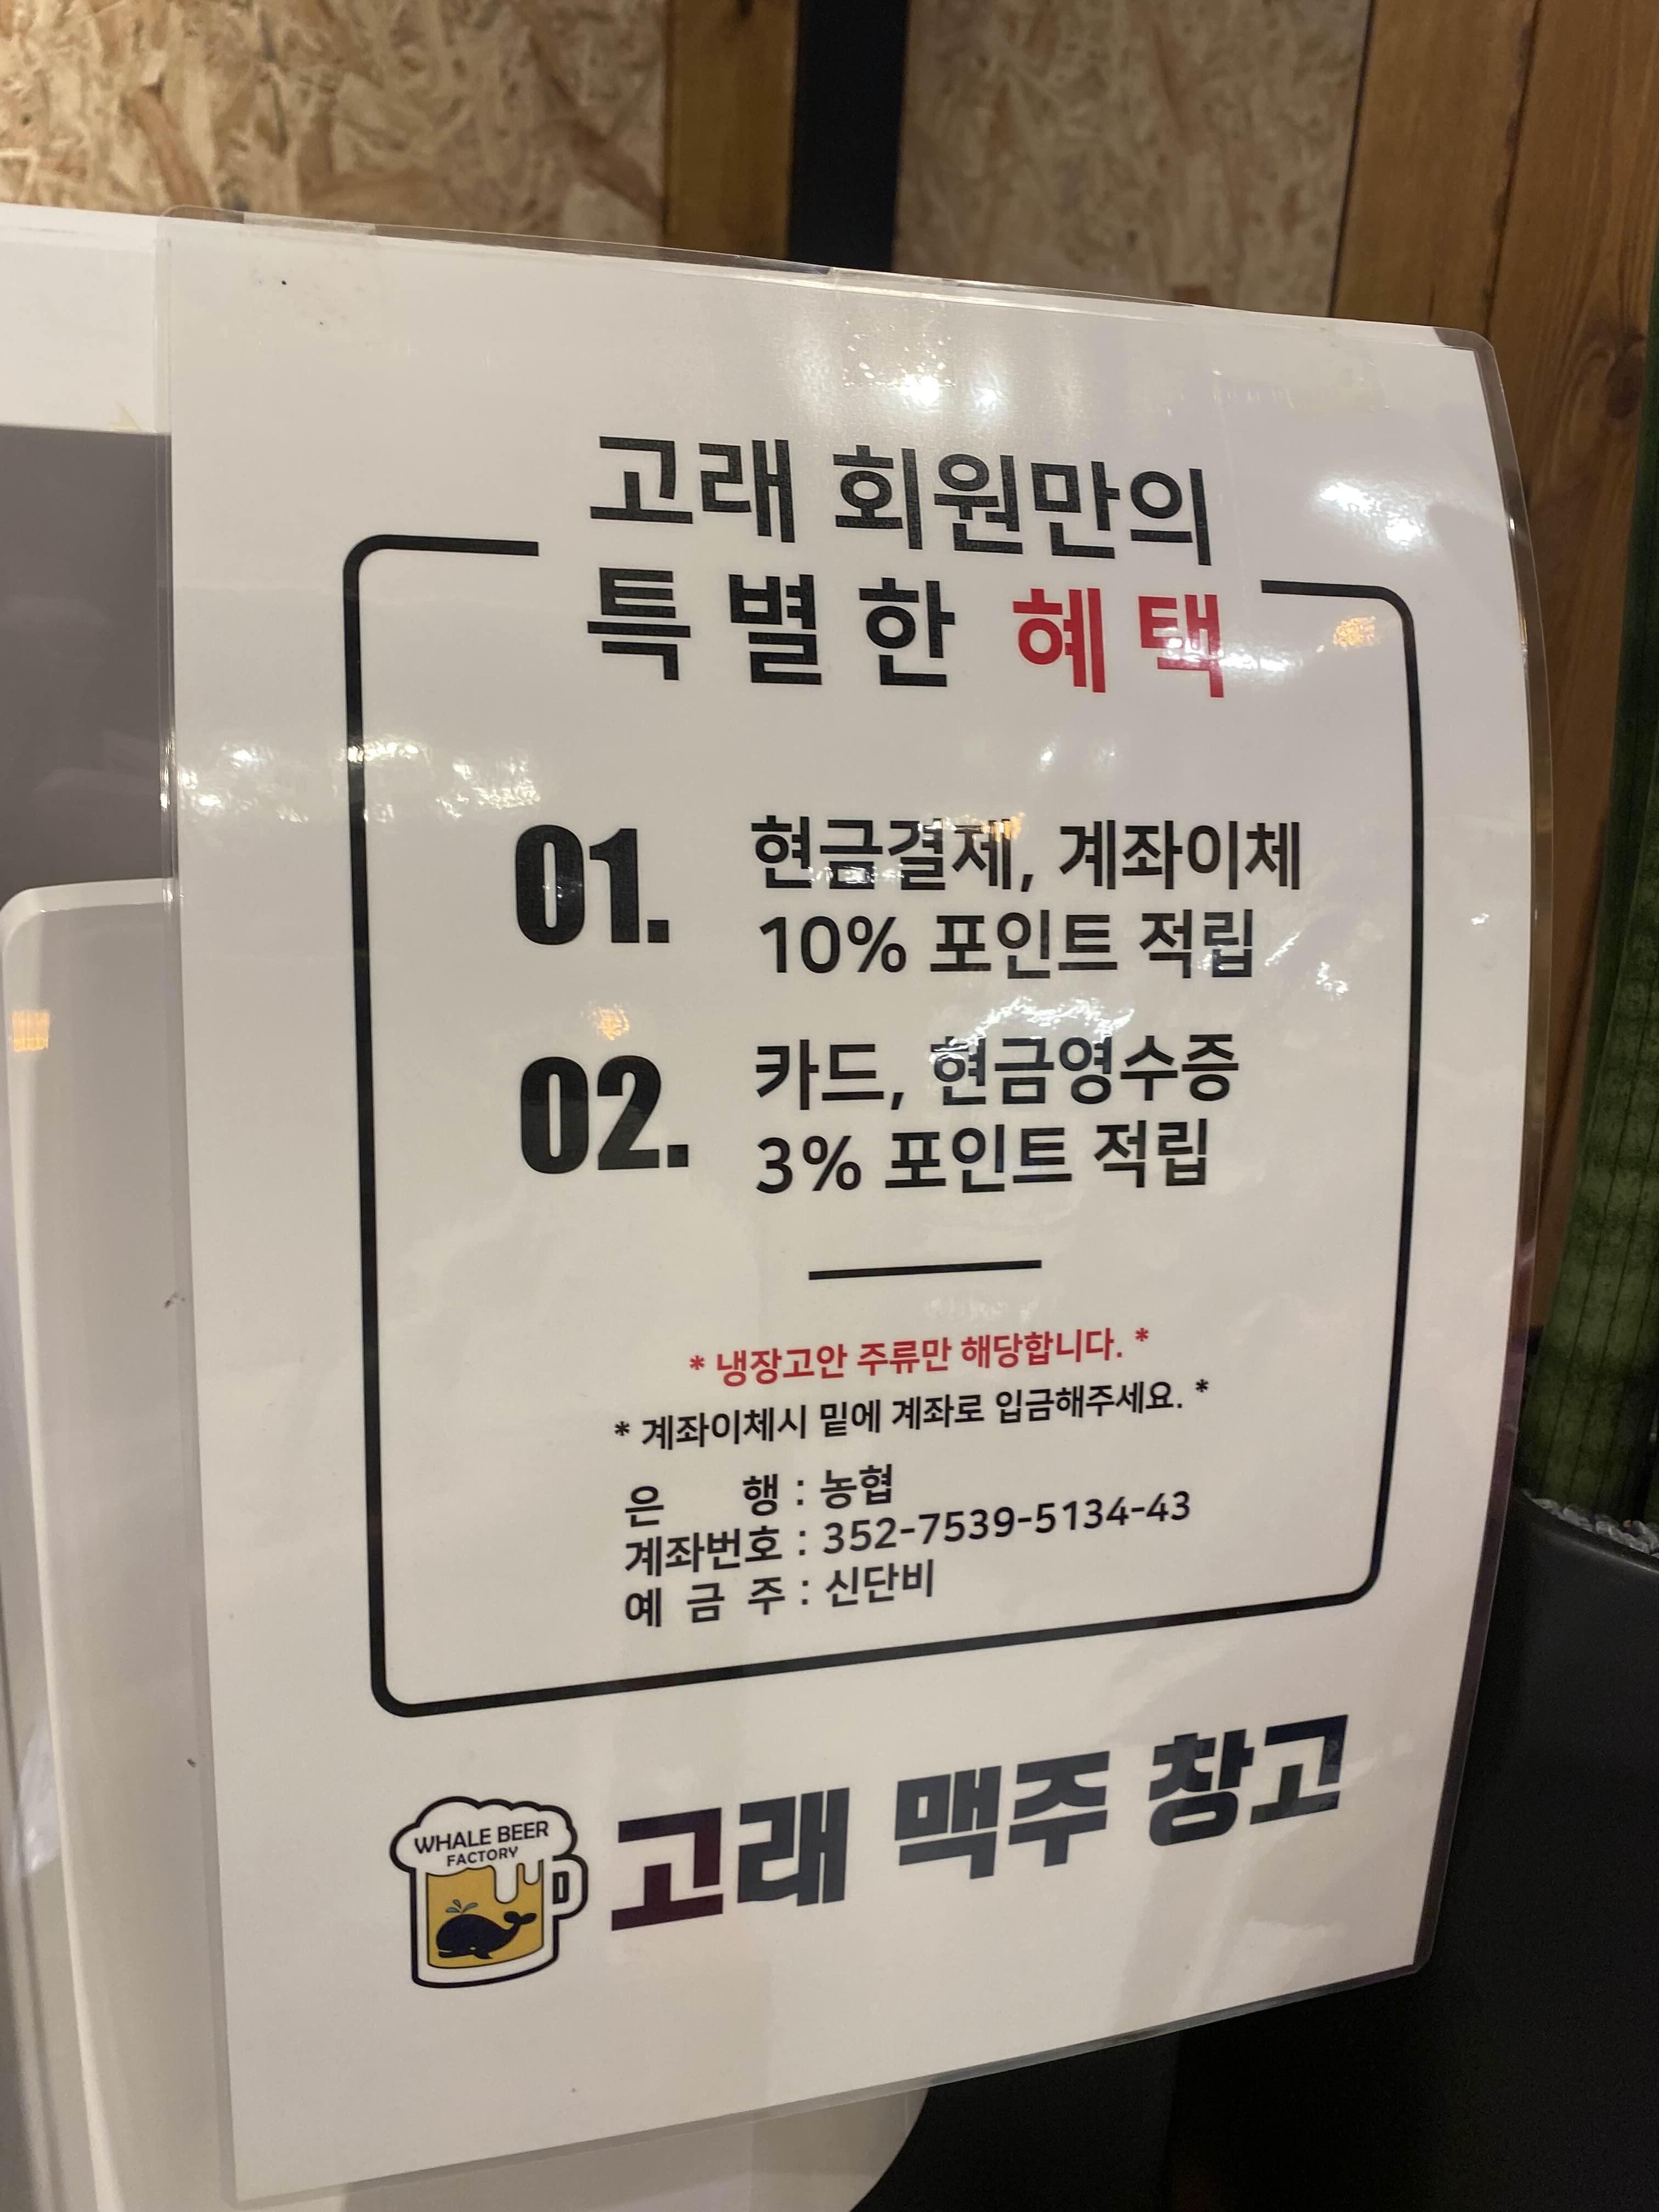 고래 회원만의
특별한 혜택
01. 현금결제, 계좌이체
10% 포인트 적립
02. 카드, 현금영수증
3% 포인트 적립
* 냉장고안 주류만 해당합니다. *
* 계좌이체시 밑에 계좌로 입금해주세요. *
은 행 : 농협
계좌번호 : 352-7539-5134-43
예 금 주 : 신단비
WHALE BEER
FACTORY
고래 맥주 창고